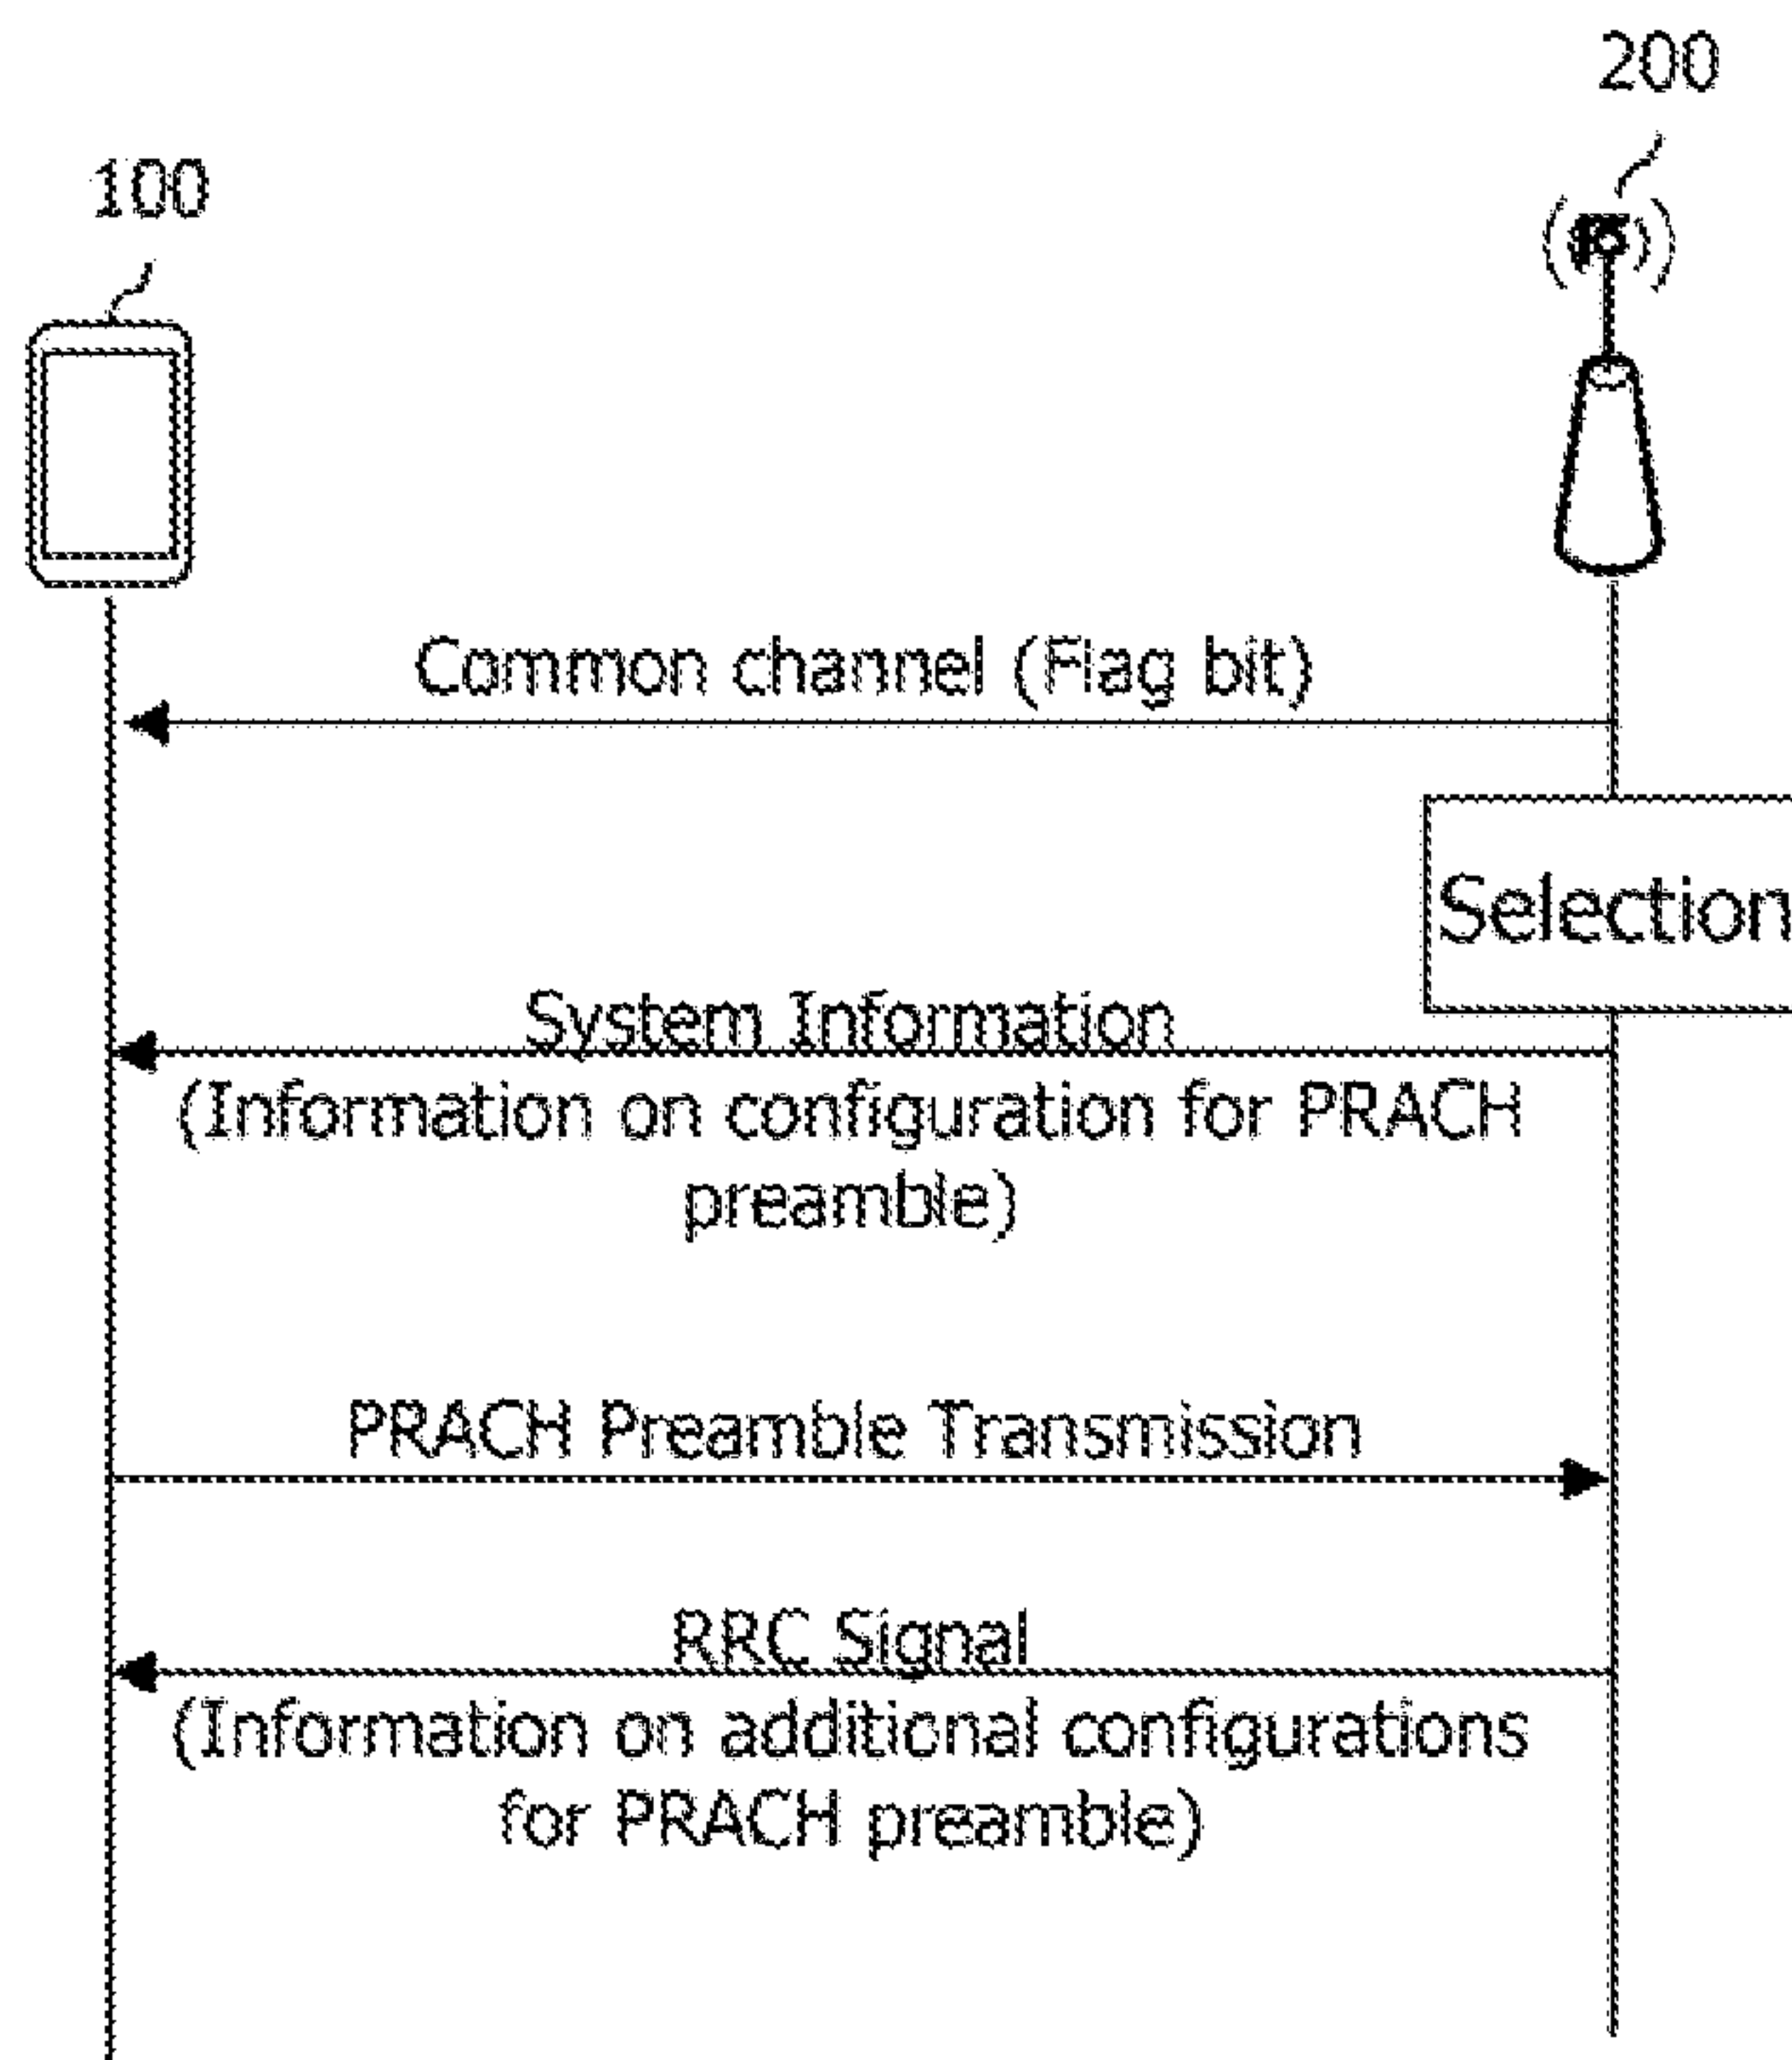 200
100
Common channel (Flag bit)
Selection
System Information
(Information on configuration for PRACH
preamble)
PRACH Preamble Transmission
RRC Signal
(Information on additional configurations
for PRACH preamble)